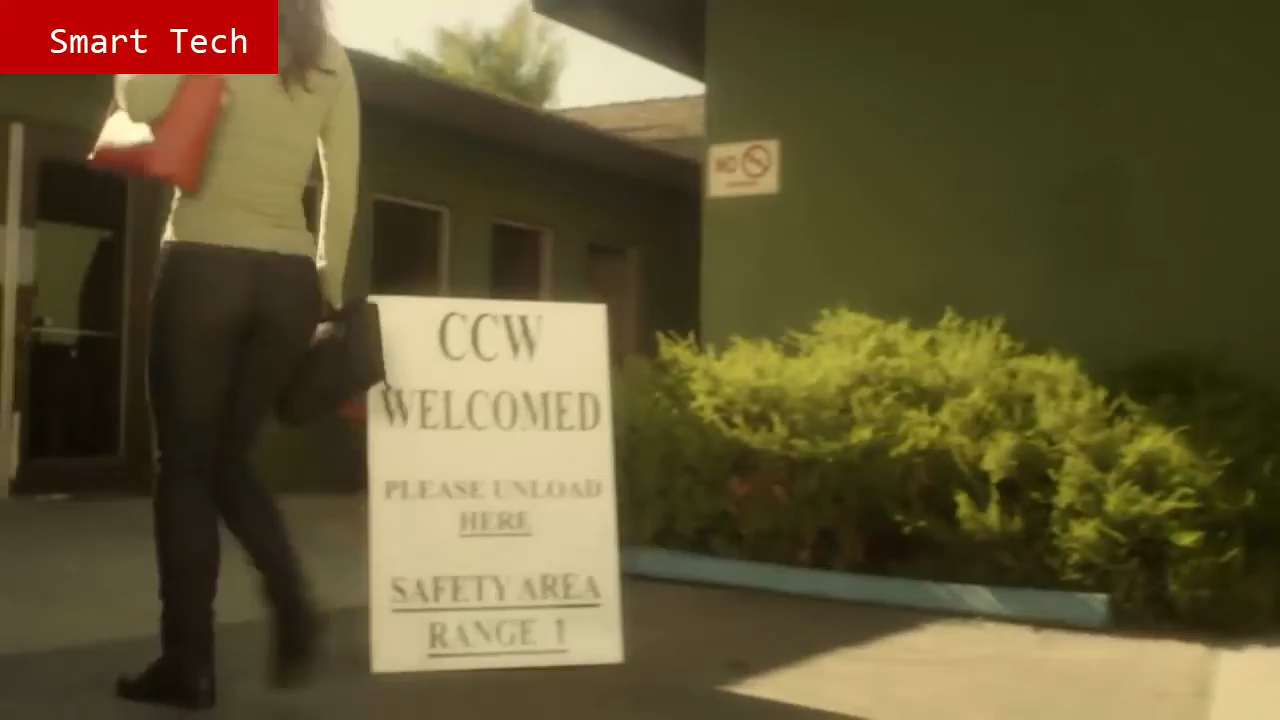 Smart Tech
NO
CCW
WELCOMED
PLEASE UNLOAD
HERE
SAFETY AREA
RANGE 1